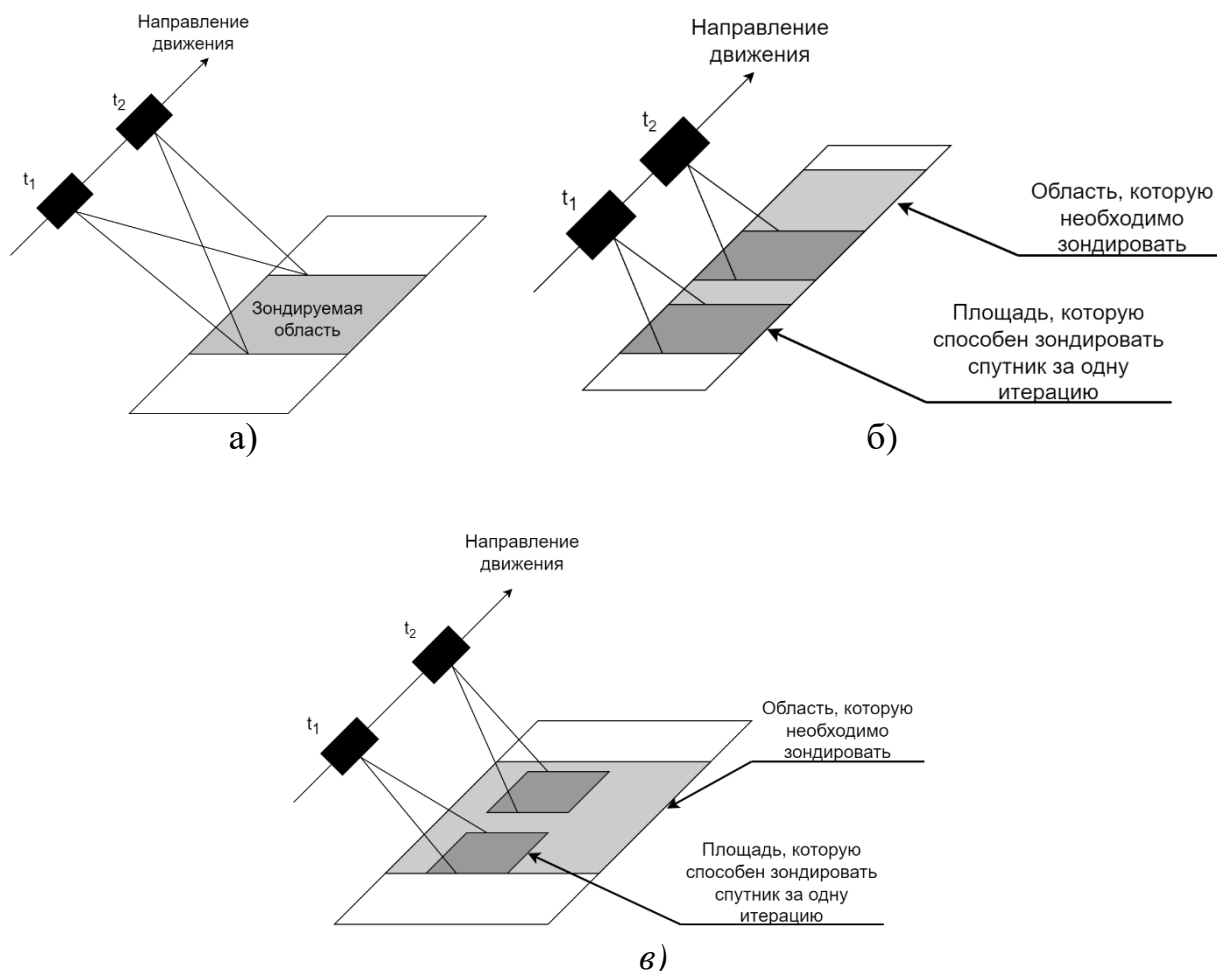 Направление
движения
t2
t1
Зондируемая
область
а)
Направление
движения
t2
t1
Область, которую
необходимо
зондировать
Площадь, которую
способен зондировать
спутник за одну
итерацию
б)
Направление
движения
t2
t1
Область, которую
необходимо
зондировать
Площадь, которую
способен зондировать
спутник за одну
итерацию
в)